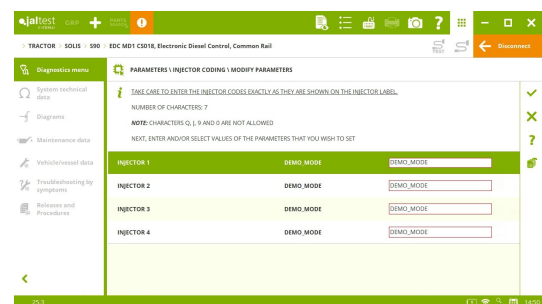 jaltest GRP PARTS SEARCH
TEST
TRACTOR \ SOLIS \ S90 \ EDC MD1 CS018, Electronic Diesel Control, Common Rail
Disconnect
Diagnostics menu
System technical data
Diagrams
Maintenance data
Vehicle/vessel data
Troubleshooting by symptoms
Releases and Procedures
PARAMETERS \ INJECTOR CODING \ MODIFY PARAMETERS
TAKE CARE TO ENTER THE INJECTOR CODES EXACTLY AS THEY ARE SHOWN ON THE INJECTOR LABEL.
NUMBER OF CHARACTERS: 7
NOTE: CHARACTERS Q, J, 9 AND 0 ARE NOT ALLOWED
NEXT, ENTER AND/OR SELECT VALUES OF THE PARAMETERS THAT YOU WISH TO SET
INJECTOR 1 DEMO_MODE DEMO_MODE
INJECTOR 2 DEMO_MODE DEMO_MODE
INJECTOR 3 DEMO_MODE DEMO_MODE
INJECTOR 4 DEMO_MODE DEMO_MODE
25.3
14:50